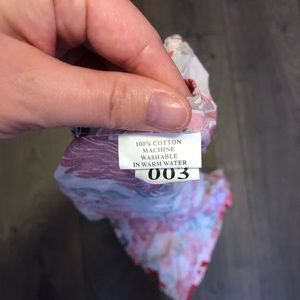 100% COTTON
MACHINE
WASHABLE
IN WARM WATER
003